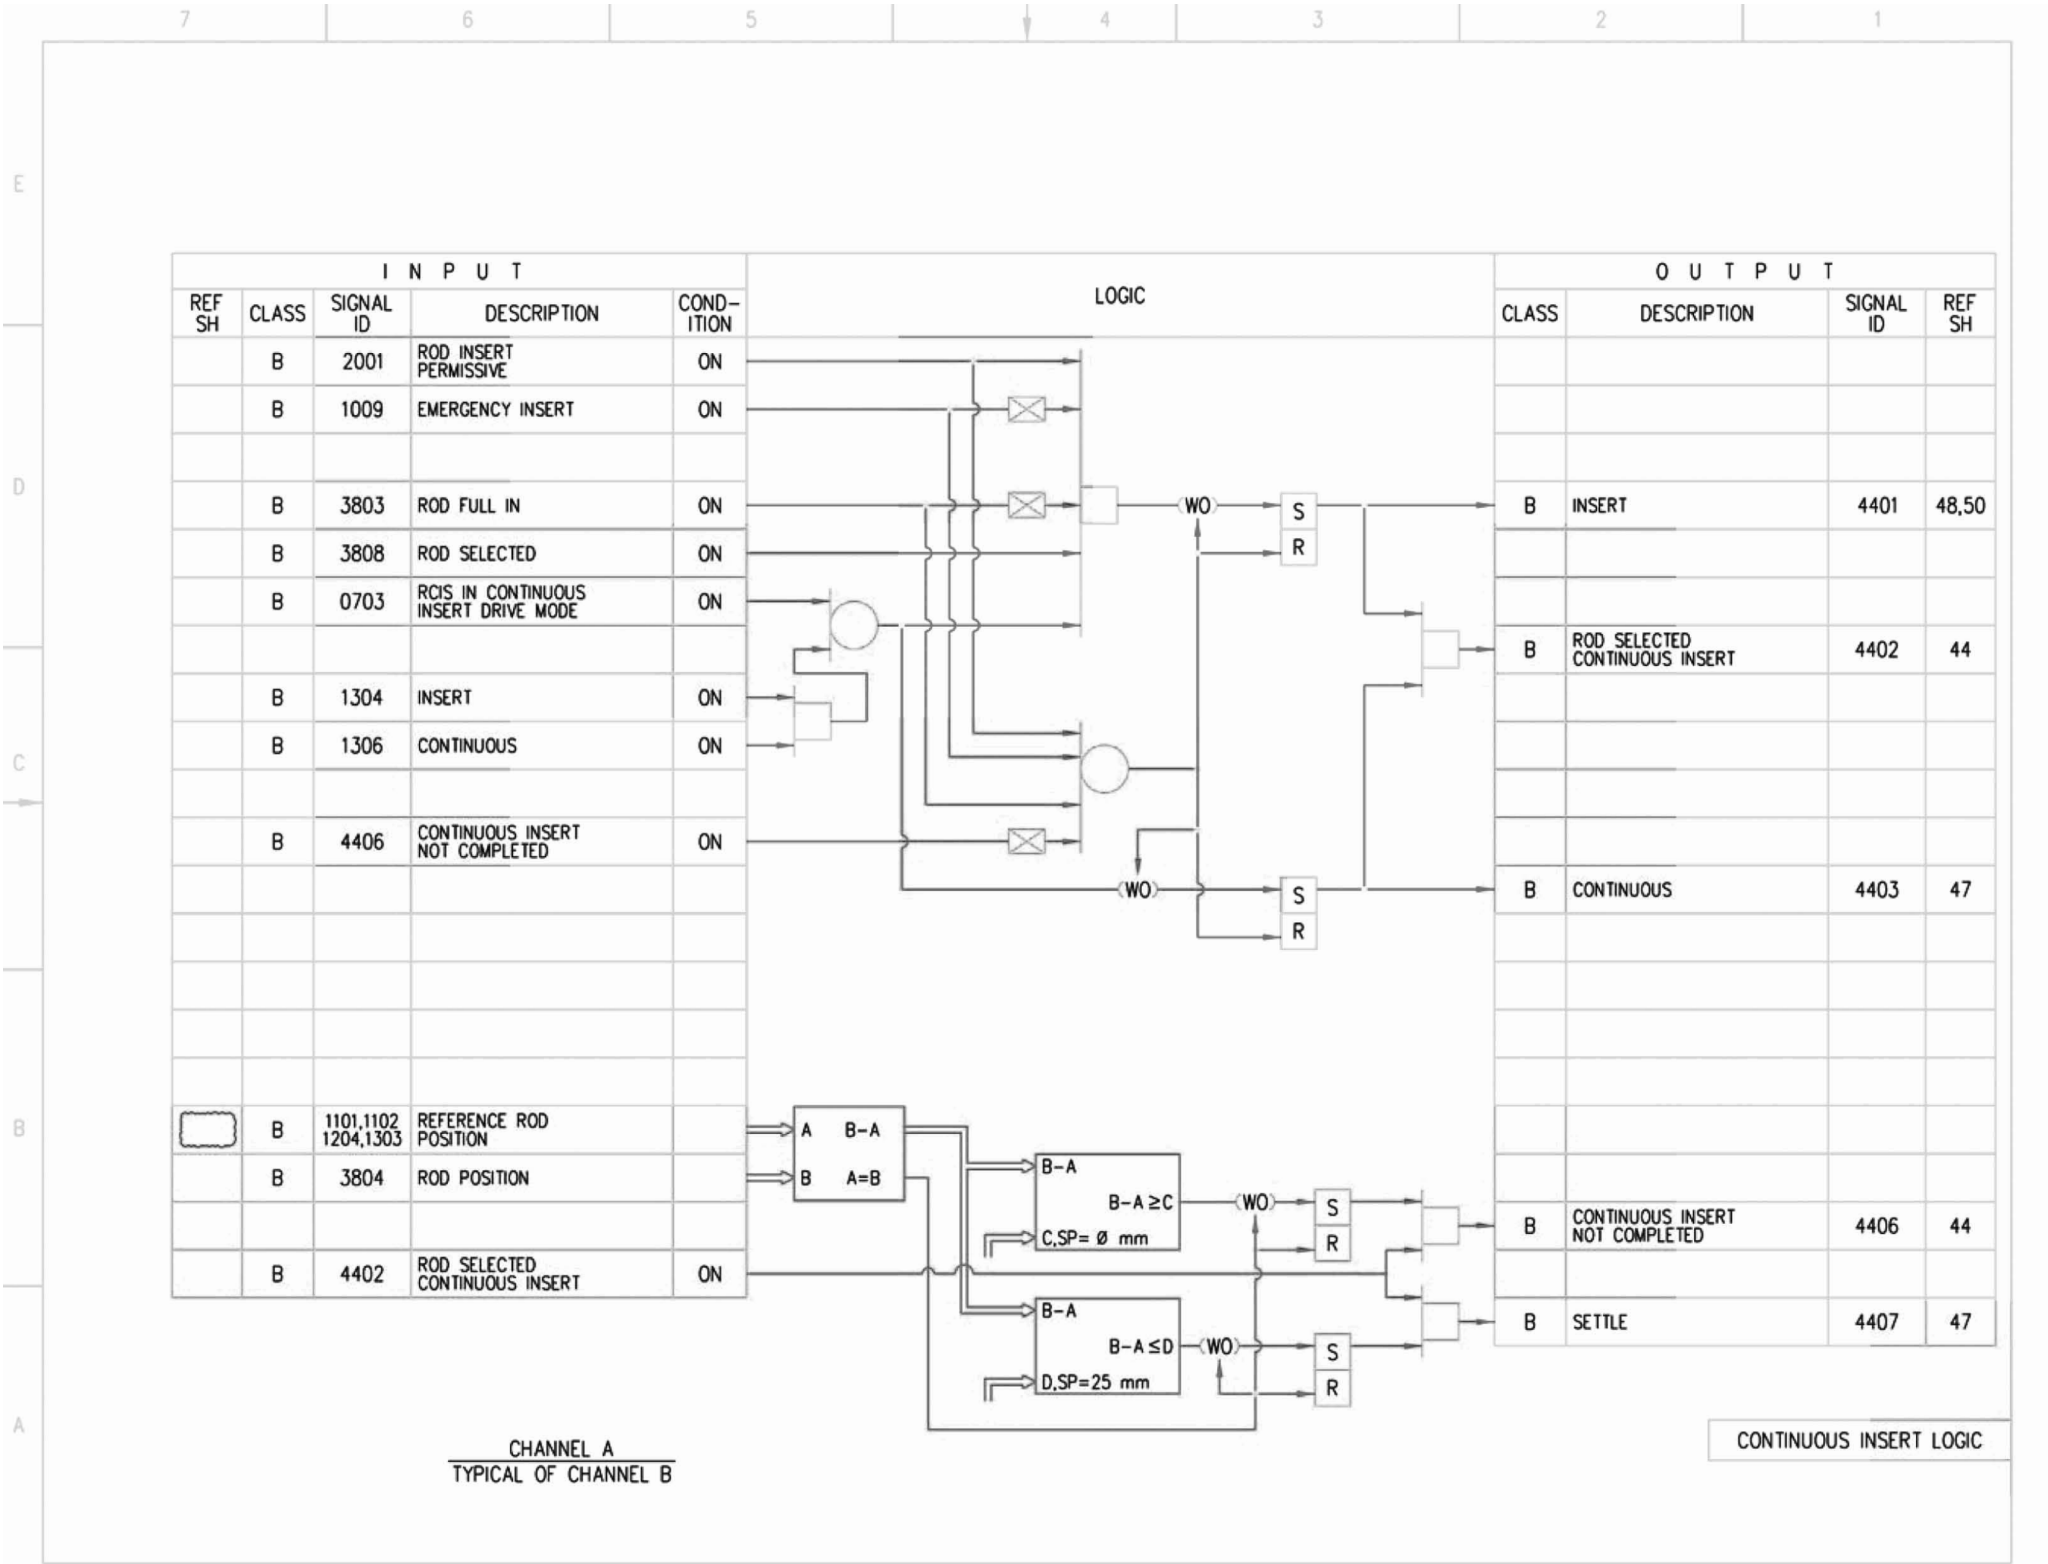 7 6 5 4 3 2 1
E
D
C
B
A
I N P U T
LOGIC
O U T P U T
REF SH
CLASS
SIGNAL ID
DESCRIPTION
COND-
ITION
CLASS
DESCRIPTION
SIGNAL ID
REF SH
B 2001 ROD INSERT
PERMISSIVE ON
B 1009 EMERGENCY INSERT ON
B 3803 ROD FULL IN ON
(WO) S
B INSERT 4401 48,50
B 3808 ROD SELECTED ON
R
B 0703 RCIS IN CONTINUOUS
INSERT DRIVE MODE ON
B ROD SELECTED
CONTINUOUS INSERT 4402 44
B 1304 INSERT ON
B 1306 CONTINUOUS ON
B 4406 CONTINUOUS INSERT
NOT COMPLETED ON
(WO) S
B CONTINUOUS 4403 47
R
B 1101,1102
1204,1303
REFERENCE ROD
POSITION
A B-A
B 3804 ROD POSITION
B A=B
B-A
B-A≥C
C,SP= Ø mm
(WO) S
R
B CONTINUOUS INSERT
NOT COMPLETED 4406 44
B 4402 ROD SELECTED
CONTINUOUS INSERT ON
B-A
B-A≤D
D,SP=25 mm
(WO) S
R
B SETTLE 4407 47
CHANNEL A
TYPICAL OF CHANNEL B
CONTINUOUS INSERT LOGIC